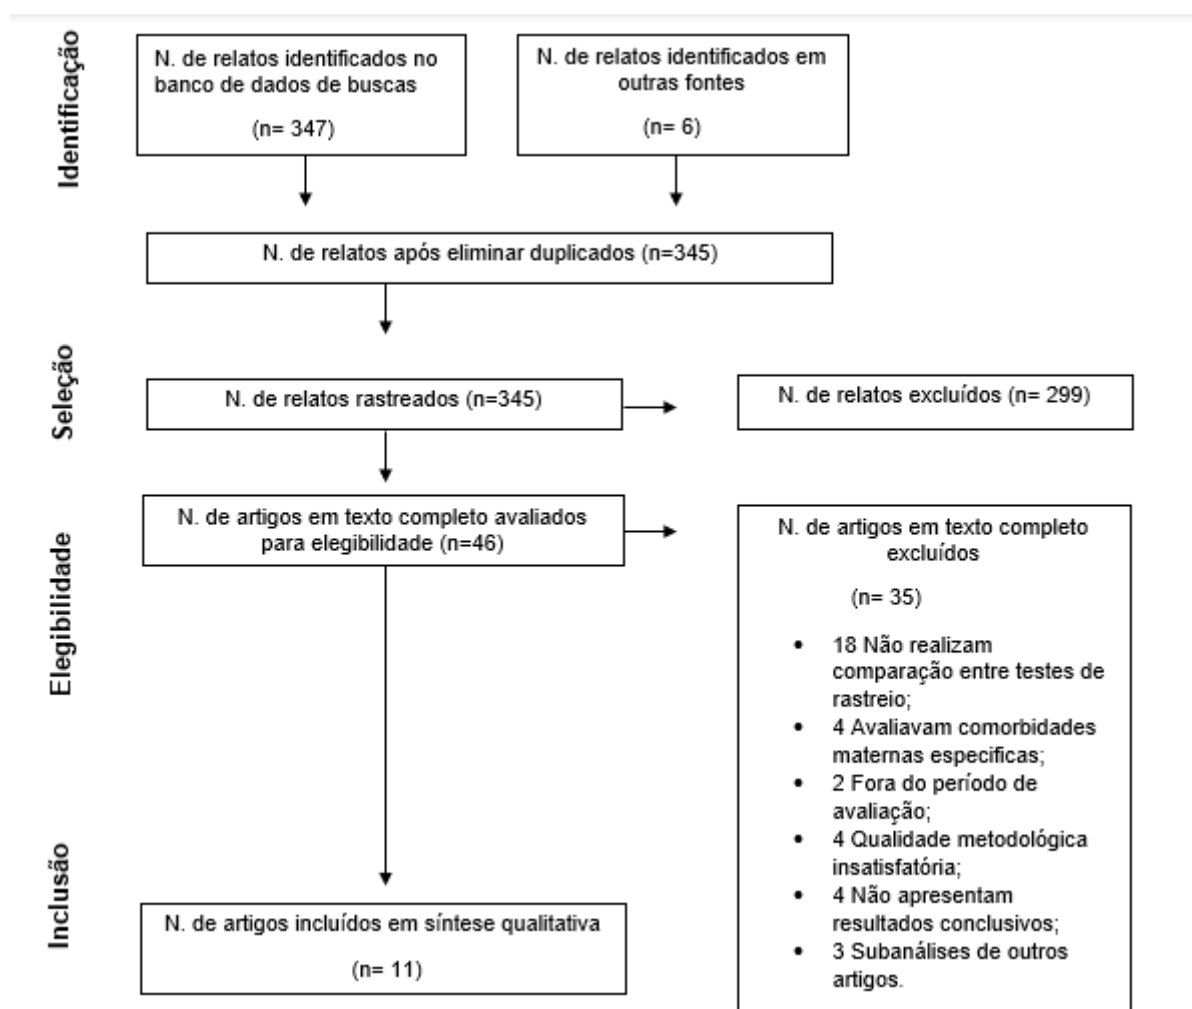 Identificação
N. de relatos identificados no
banco de dados de buscas
(n= 347)
N. de relatos identificados em
outras fontes
(n= 6)
N. de relatos após eliminar duplicados (n=345)
Seleção
N. de relatos rastreados (n=345)
N. de relatos excluídos (n= 299)
Elegibilidade
N. de artigos em texto completo avaliados
para elegibilidade (n=46)
N. de artigos em texto completo
excluídos
(n= 35)
• 18 Não realizam
comparação entre testes de
rastreio;
• 4 Avaliavam comorbidades
maternas especificas;
• 2 Fora do período de
avaliação;
• 4 Qualidade metodológica
insatisfatória;
• 4 Não apresentam
resultados conclusivos;
• 3 Subanálises de outros
artigos.
Inclusão
N. de artigos incluídos em síntese qualitativa
(n= 11)